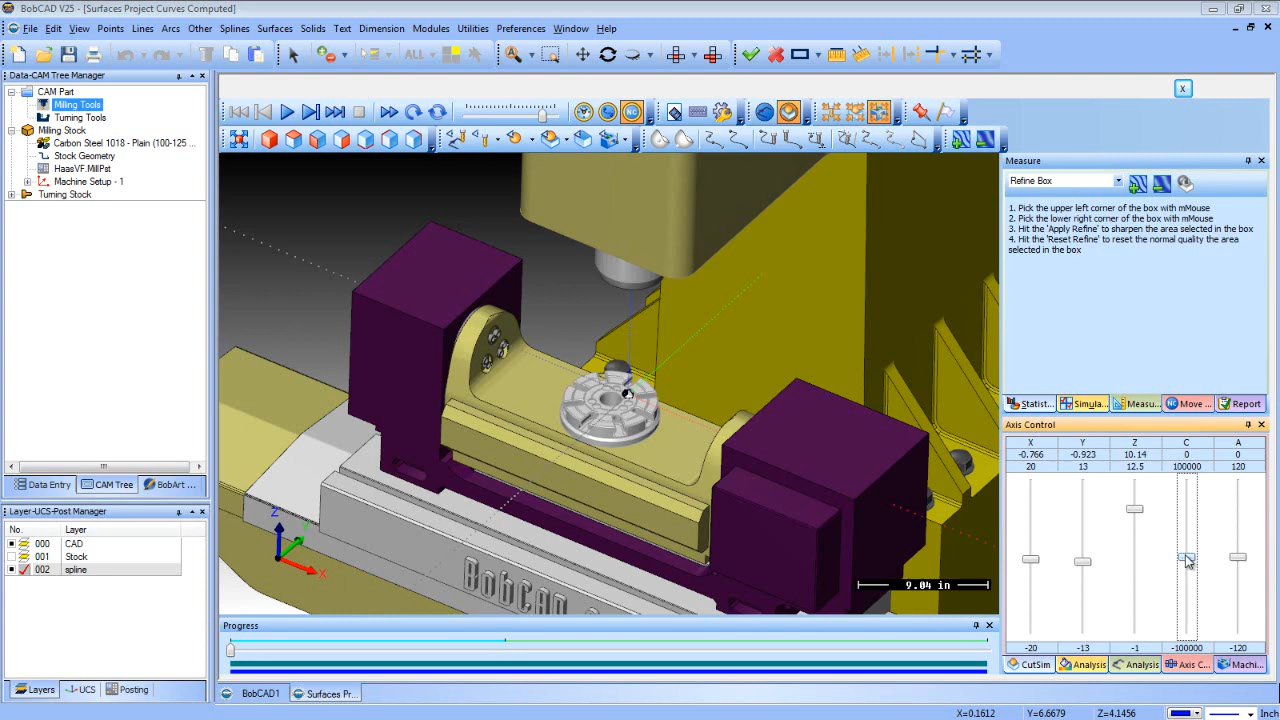 BobCAD V25 - [Surfaces Project Curves Computed]
File Edit View Points Lines Arcs Other Splines Surfaces Solids Text Dimension Modules Utilities Preferences Window Help
ALL
Data-CAM Tree Manager
CAM Part
Milling Tools
Turning Tools
Milling Stock
Carbon Steel 1018 - Plain (100-125 ...
Stock Geometry
HaasVF.MillPst
Machine Setup - 1
Turning Stock
Data Entry CAM Tree BobArt ...
Layer-UCS-Post Manager
No. Layer
000 CAD
001 Stock
002 spline
Layers UCS Posting
X
NC
Z
Y
X
BobCAD
9.04 in
Progress
BobCAD1 Surfaces Pr...
Measure
Refine Box
1. Pick the upper left corner of the box with mMouse
2. Pick the lower right corner of the box with mMouse
3. Hit the 'Apply Refine' to sharpen the area selected in the box
4. Hit the 'Reset Refine' to reset the normal quality the area
selected in the box
Statist... Simula... Measu... Move ... Report
Axis Control
X Y Z C A
-0.766 -0.923 10.14 0 0
20 13 12.5 100000 120
-20 -13 -1 -100000 -120
CutSim Analysis Analysis Axis C... Machi...
X=0.1612 Y=6.6679 Z=4.1456 Inch